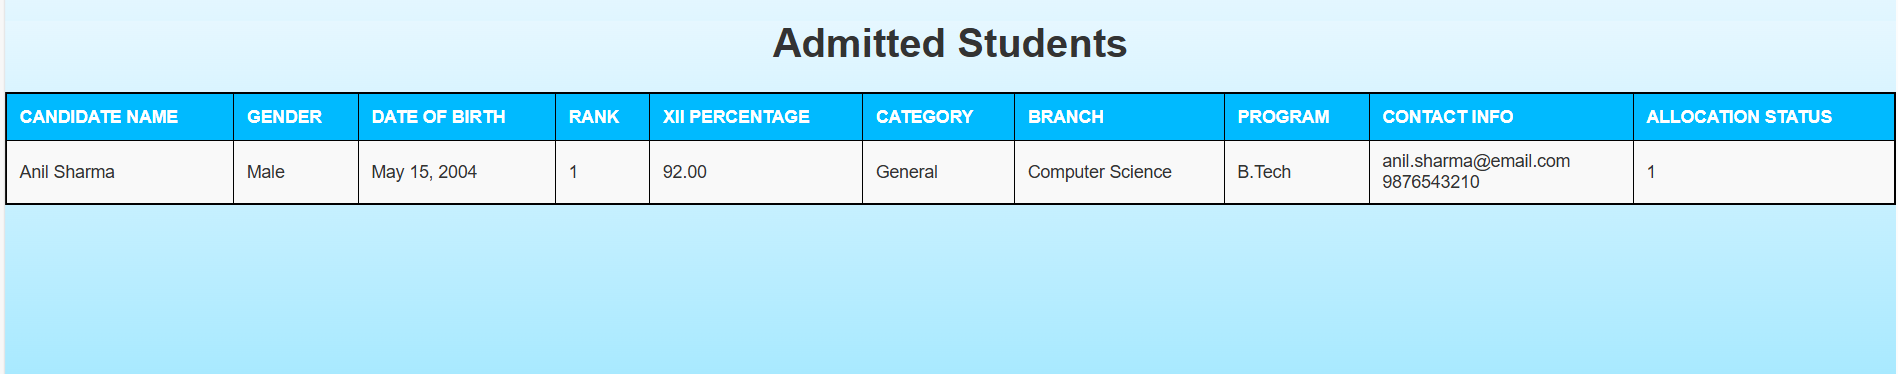 Admitted Students
CANDIDATE NAME GENDER DATE OF BIRTH RANK XII PERCENTAGE CATEGORY BRANCH PROGRAM CONTACT INFO ALLOCATION STATUS
Anil Sharma Male May 15, 2004 1 92.00 General Computer Science B.Tech anil.sharma@email.com 1
9876543210